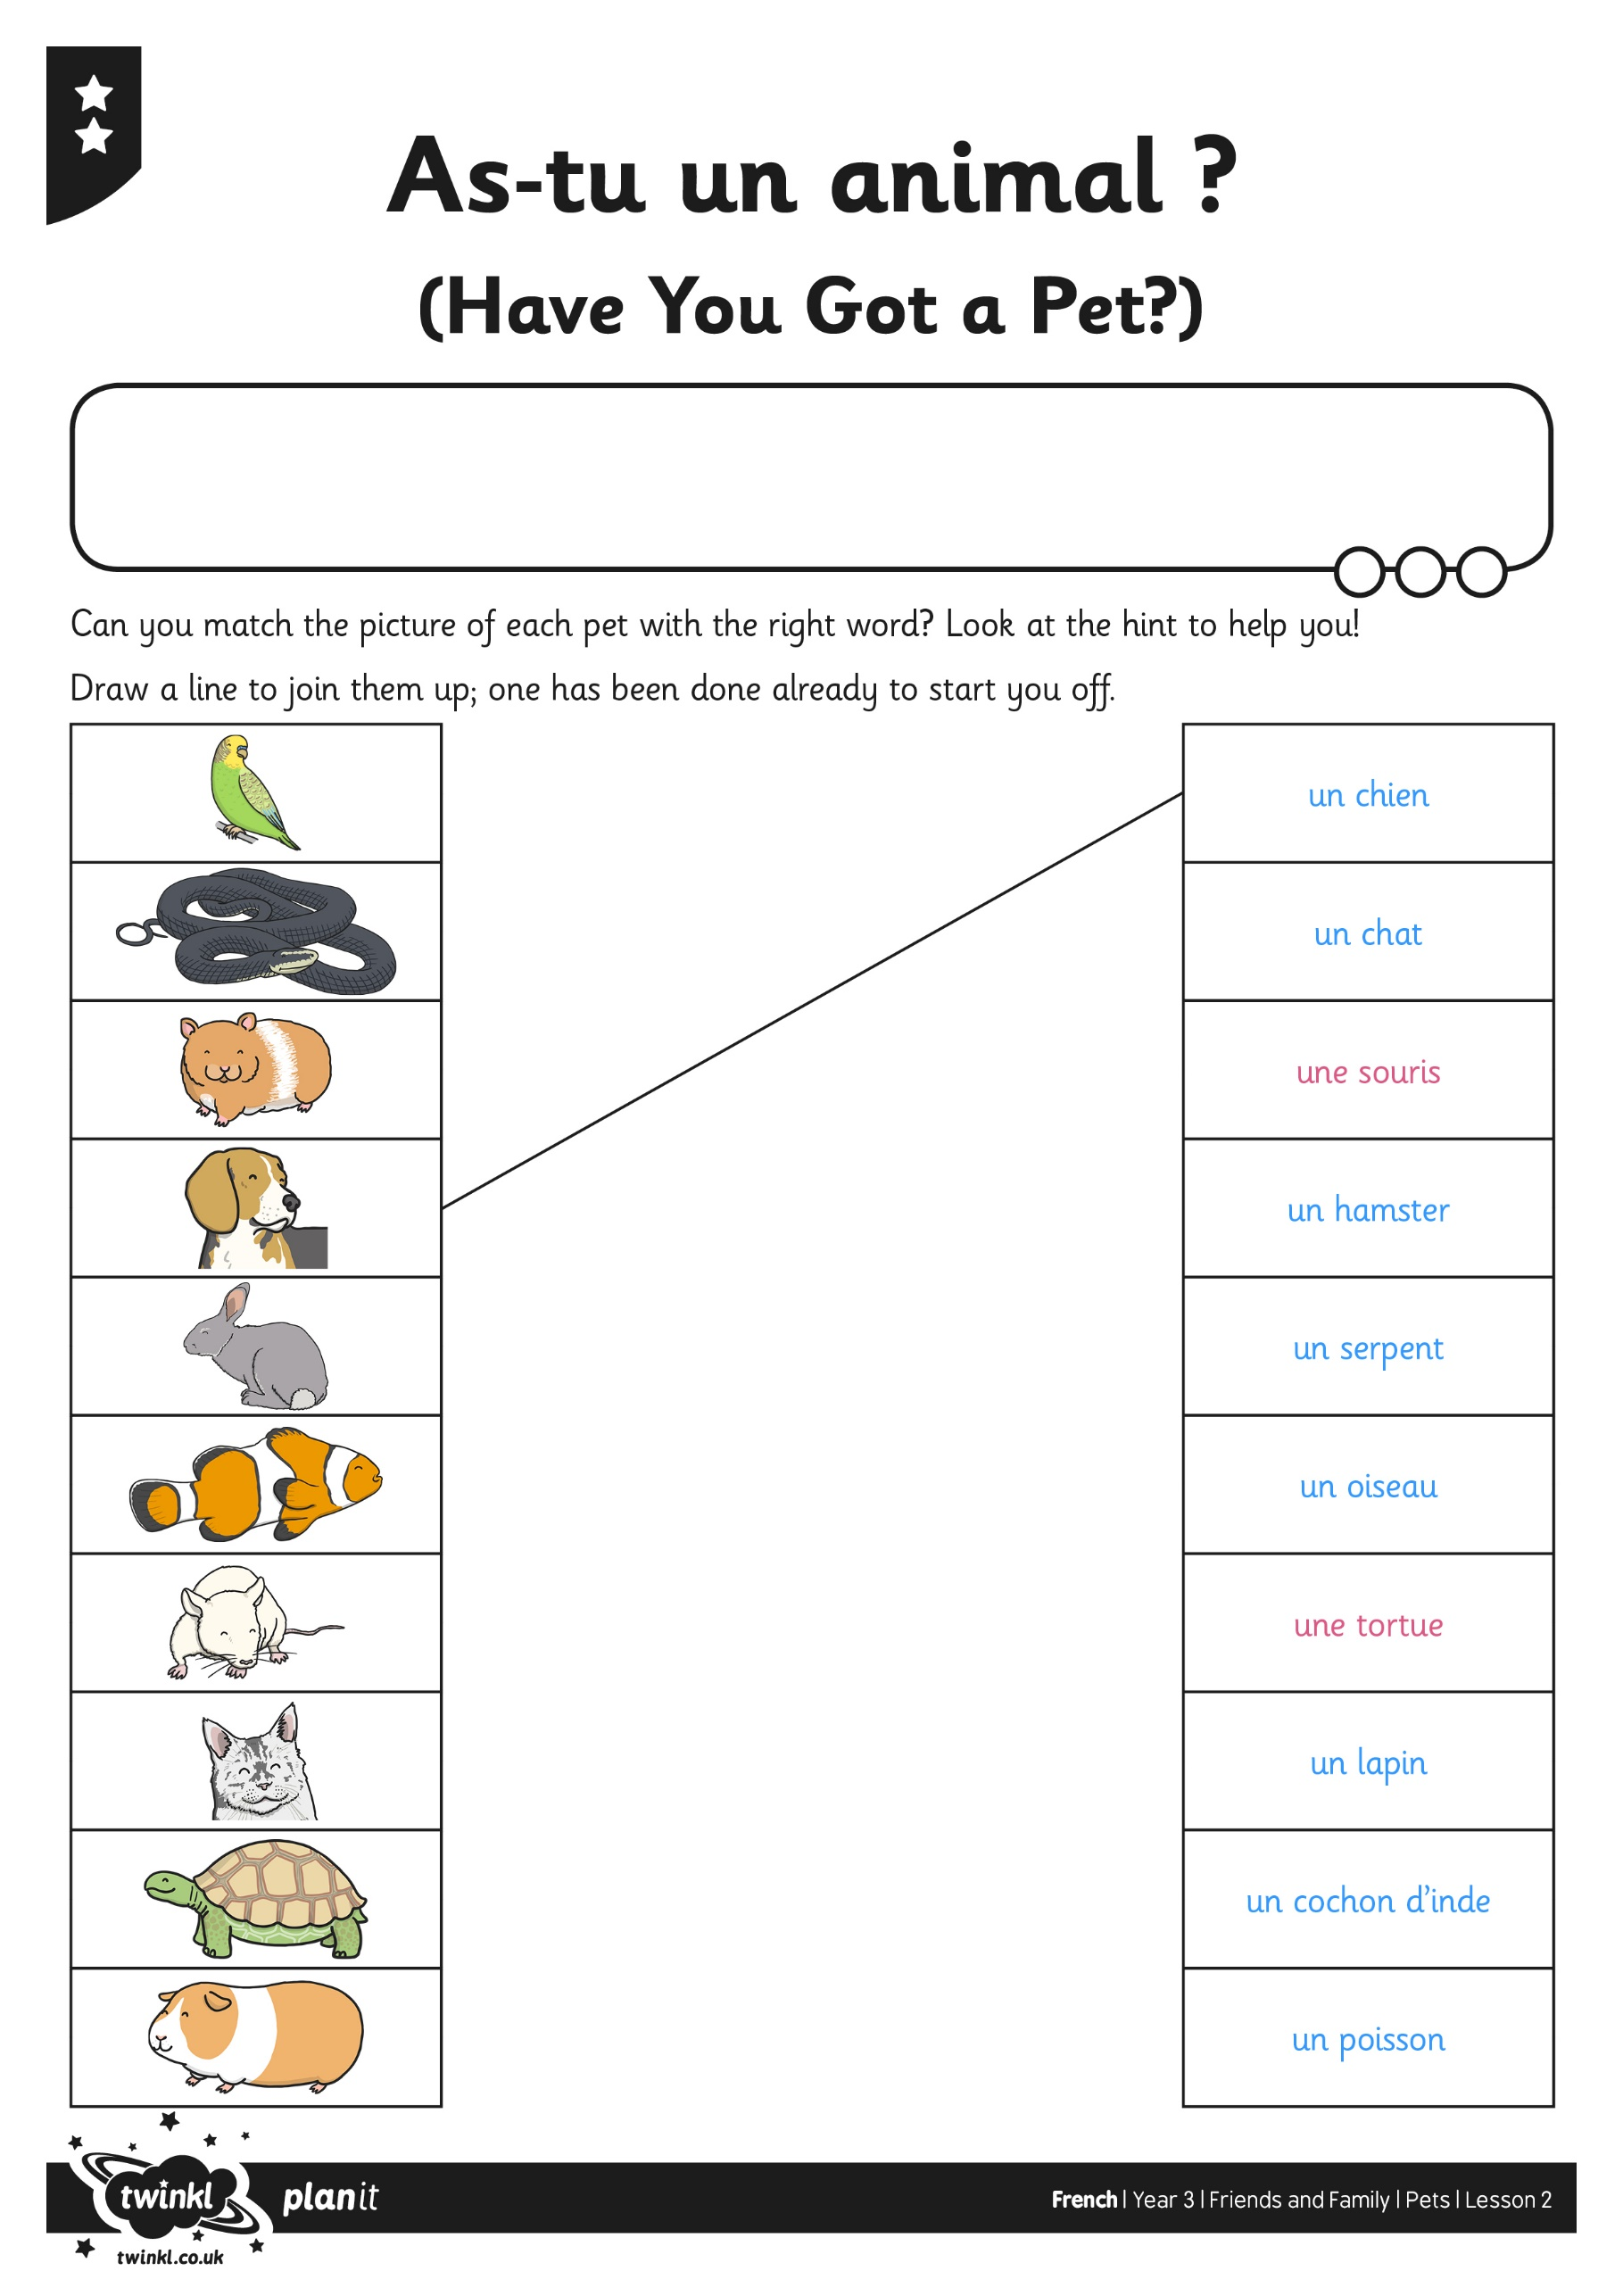 As-tu un animal ?
(Have You Got a Pet?)
Can you match the picture of each pet with the right word? Look at the hint to help you!
Draw a line to join them up; one has been done already to start you off.
un chien
un chat
une souris
un hamster
un serpent
un oiseau
une tortue
un lapin
un cochon d’inde
un poisson
twinkl planit
twinkl.co.uk
French | Year 3 | Friends and Family | Pets | Lesson 2